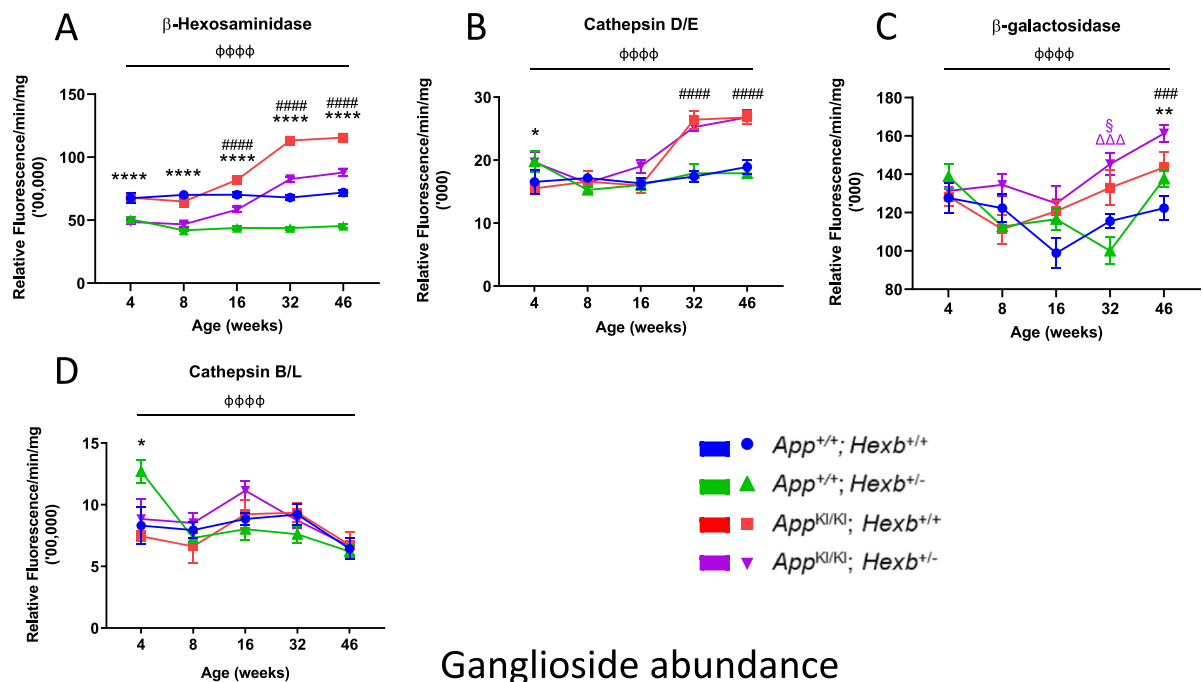 A
β-Hexosaminidase
ϕϕϕϕ
Relative Fluorescence/min/mg
('00,000)
150
100
50
0
**** **** #### #### ####
**** **** ****
4 8 16 32 46
Age (weeks)
B
Cathepsin D/E
ϕϕϕϕ
Relative Fluorescence/min/mg
('000)
30
20
10
0
* #### ####
4 8 16 32 46
Age (weeks)
C
β-galactosidase
ϕϕϕϕ
Relative Fluorescence/min/mg
('000)
180
160
140
120
100
80
§ ###
ΔΔΔ **
4 8 16 32 46
Age (weeks)
D
Cathepsin B/L
ϕϕϕϕ
Relative Fluorescence/min/mg
('00,000)
15
10
5
0
*
4 8 16 32 46
Age (weeks)
App+/+; Hexb+/+
App+/+; Hexb+/-
AppKI/KI; Hexb+/+
AppKI/KI; Hexb+/-
Ganglioside abundance